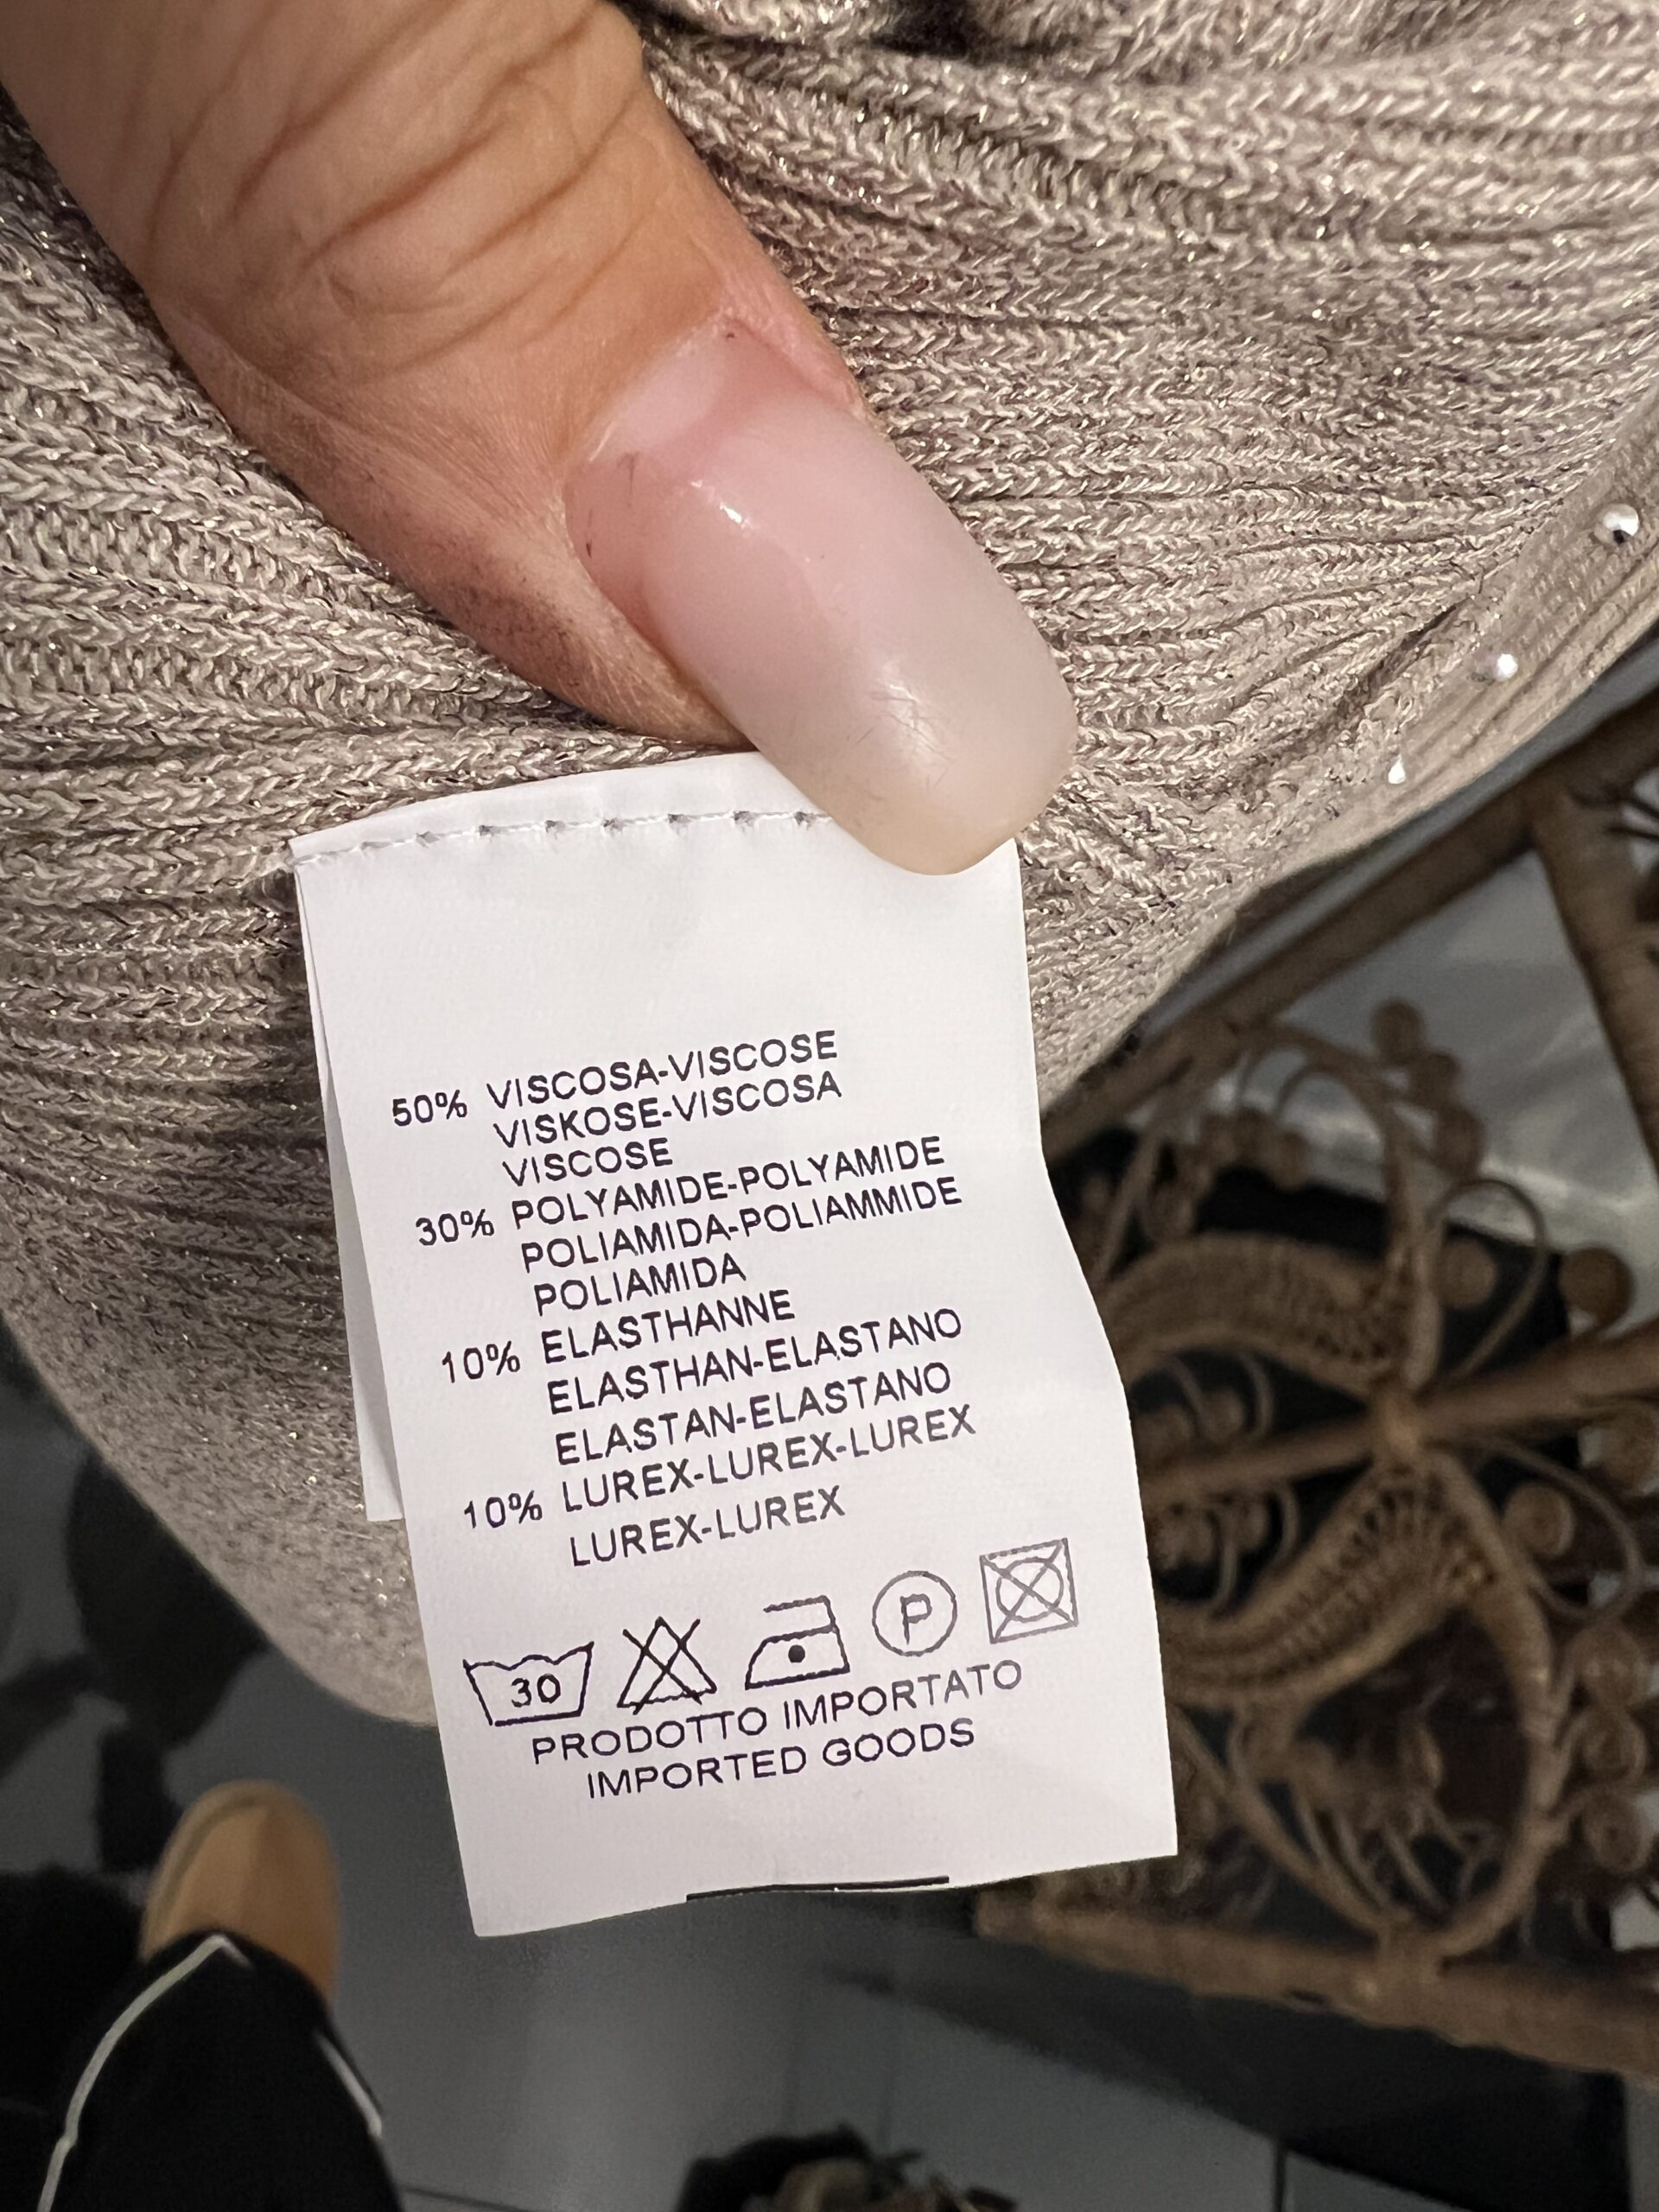 50% VISCOSA-VISCOSE
VISKOSE-VISCOSA
VISCOSE
30% POLYAMIDE-POLYAMIDE
POLIAMIDA-POLIAMMIDE
POLIAMIDA
10% ELASTHANNE
ELASTHAN-ELASTANO
ELASTAN-ELASTANO
10% LUREX-LUREX-LUREX
LUREX-LUREX
30 P
PRODOTTO IMPORTATO
IMPORTED GOODS